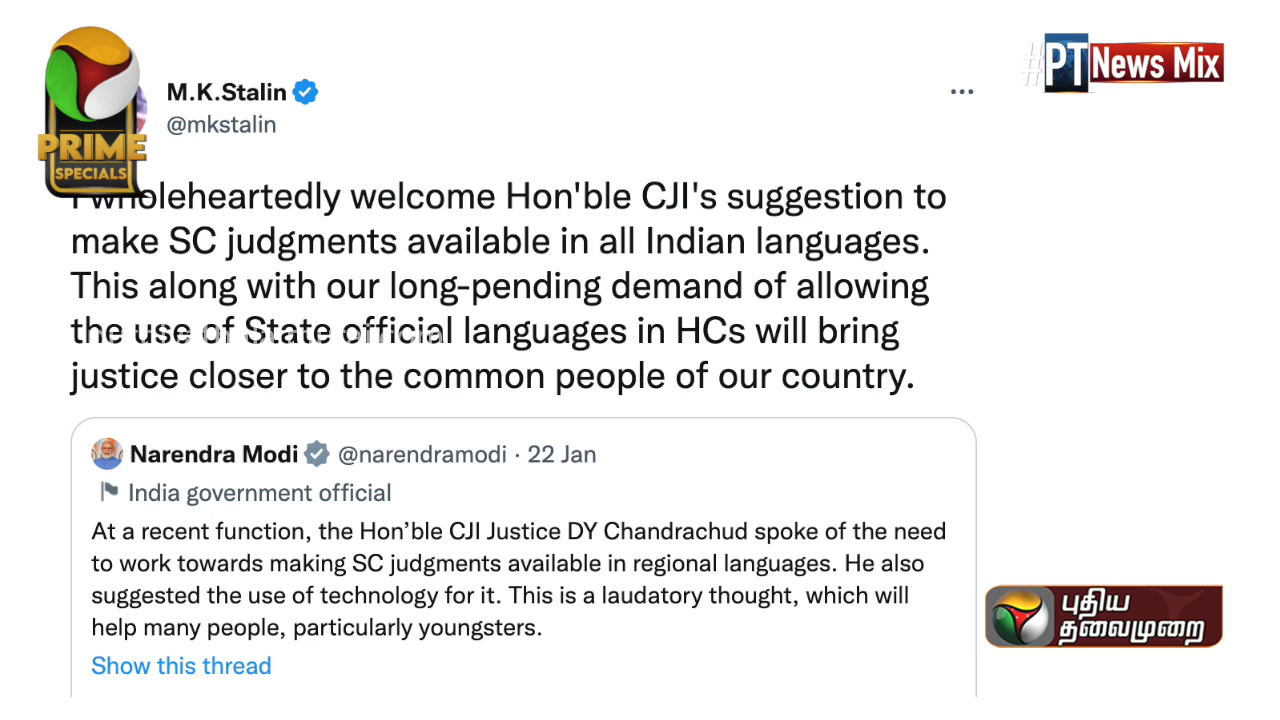 #PT News Mix
M.K.Stalin
@mkstalin
PRIME
SPECIALS
I wholeheartedly welcome Hon'ble CJI's suggestion to
make SC judgments available in all Indian languages.
This along with our long-pending demand of allowing
the use of State official languages in HCs will bring
justice closer to the common people of our country.
Narendra Modi @narendramodi · 22 Jan
India government official
At a recent function, the Hon’ble CJI Justice DY Chandrachud spoke of the need
to work towards making SC judgments available in regional languages. He also
suggested the use of technology for it. This is a laudatory thought, which will
help many people, particularly youngsters.
Show this thread
புதிய
தலைமுறை